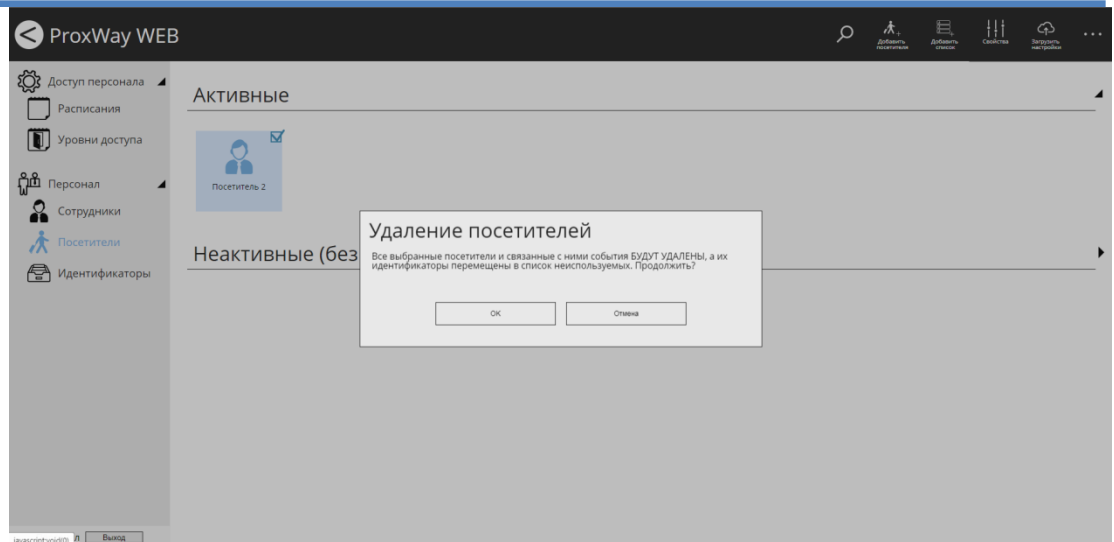 ProxWay WEB
Добавить посетителя
Добавить список
Свойства
Загрузить настройки
Доступ персонала
Расписания
Уровни доступа
Персонал
Сотрудники
Посетители
Идентификаторы
Активные
Посетитель 2
Неактивные (без
Удаление посетителей
Все выбранные посетители и связанные с ними события БУДУТ УДАЛЕНЫ, а их
идентификаторы перемещены в список неиспользуемых. Продолжить?
OK
Отмена
javascript:void(0)
л
Выход